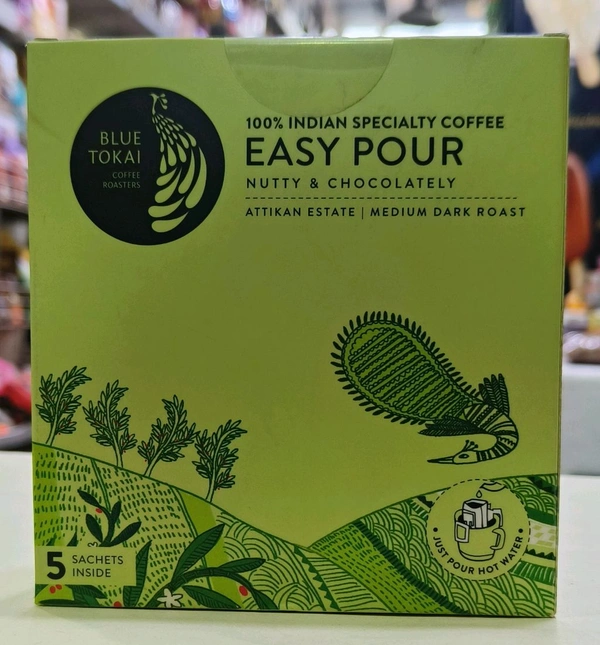 BLUE
TOKAI
COFFEE
ROASTERS
100% INDIAN SPECIALTY COFFEE
EASY POUR
NUTTY & CHOCOLATELY
ATTIKAN ESTATE | MEDIUM DARK ROAST
5 SACHETS
INSIDE
• JUST POUR HOT WATER •